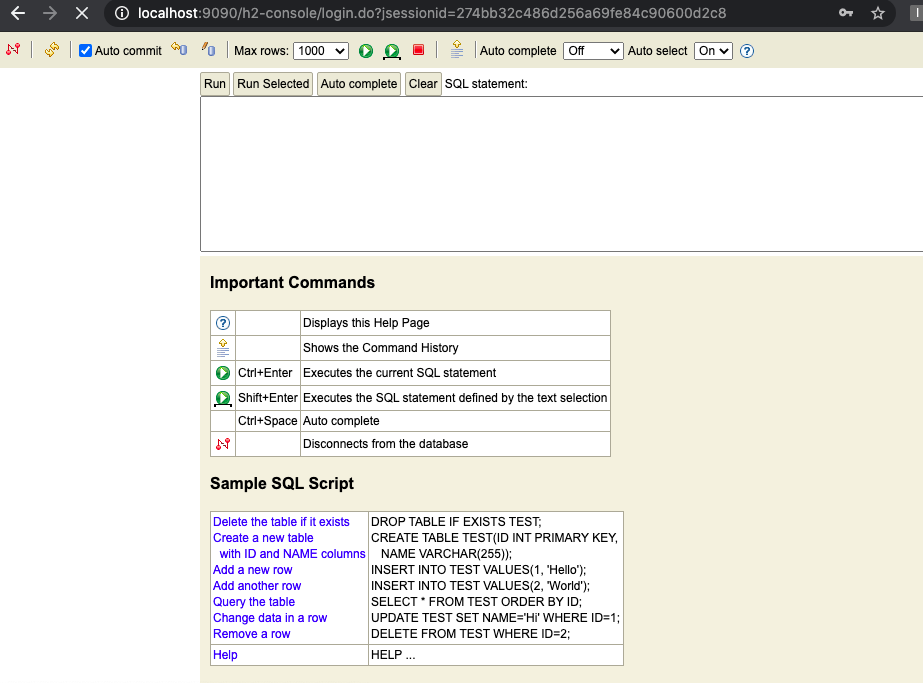 localhost:9090/h2-console/login.do?jsessionid=274bb32c486d256a69fe84c90600d2c8
Auto commit Max rows: 1000 Auto complete Off Auto select On ?
Run Run Selected Auto complete Clear SQL statement:
Important Commands
? Displays this Help Page
Shows the Command History
Ctrl+Enter Executes the current SQL statement
Shift+Enter Executes the SQL statement defined by the text selection
Ctrl+Space Auto complete
Disconnects from the database
Sample SQL Script
Delete the table if it exists DROP TABLE IF EXISTS TEST;
Create a new table CREATE TABLE TEST(ID INT PRIMARY KEY,
with ID and NAME columns NAME VARCHAR(255));
Add a new row INSERT INTO TEST VALUES(1, 'Hello');
Add another row INSERT INTO TEST VALUES(2, 'World');
Query the table SELECT * FROM TEST ORDER BY ID;
Change data in a row UPDATE TEST SET NAME='Hi' WHERE ID=1;
Remove a row DELETE FROM TEST WHERE ID=2;
Help HELP ...